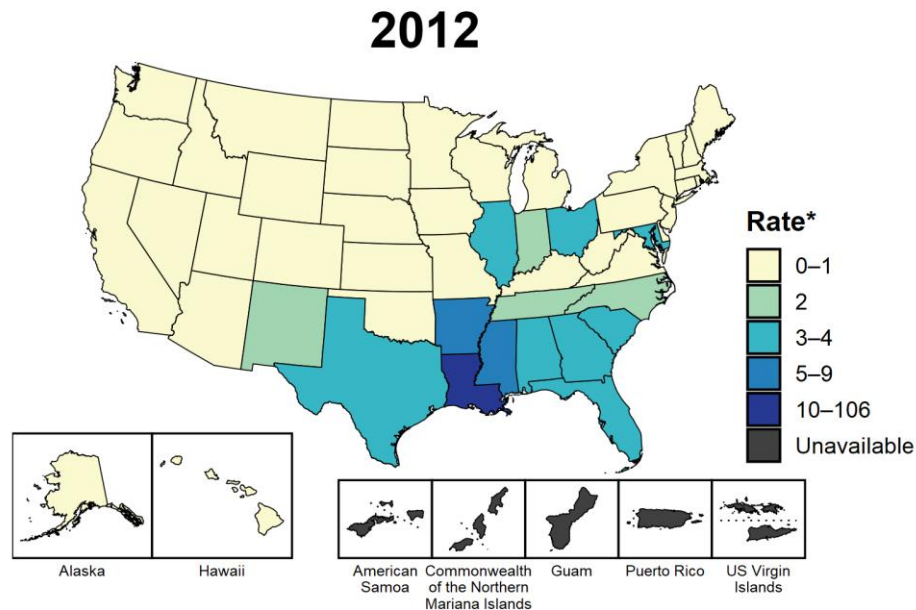 2012
Rate*
0–1
2
3–4
5–9
10–106
Unavailable
Alaska
Hawaii
American
Samoa
Commonwealth
of the Northern
Mariana Islands
Guam
Puerto Rico
US Virgin
Islands